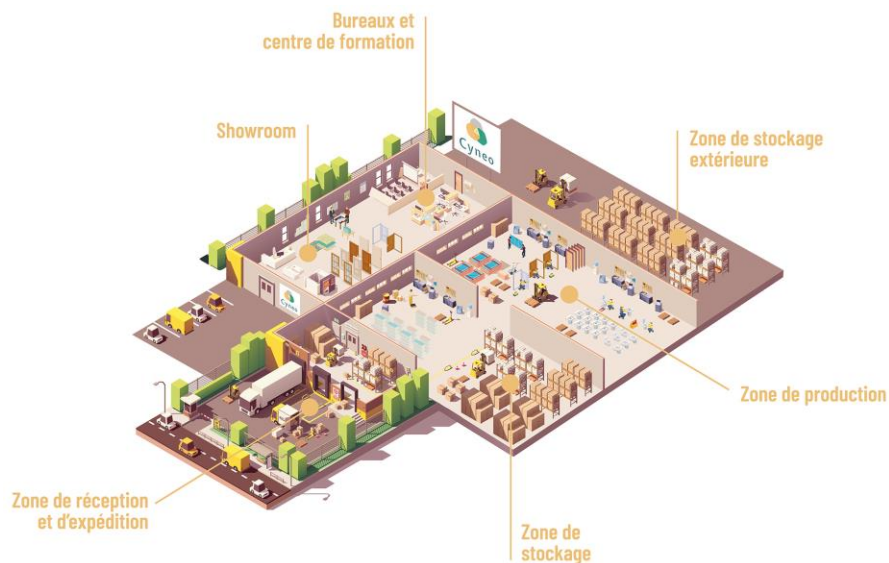 Bureaux et
centre de formation
Showroom
Cyneo
Zone de stockage
extérieure
Cyneo
Zone de production
Zone de réception
et d'expédition
Zone de
stockage